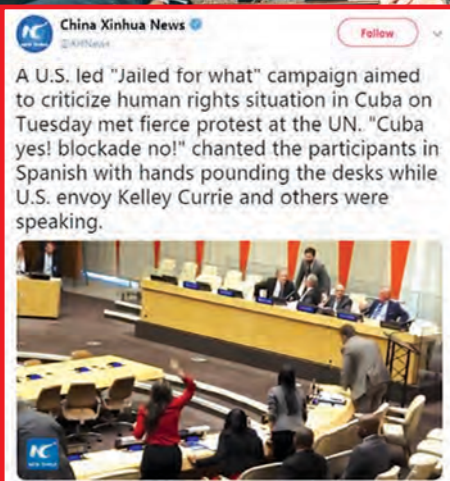 China Xinhua News
@XHNews
Follow
A U.S. led "Jailed for what" campaign aimed
to criticize human rights situation in Cuba on
Tuesday met fierce protest at the UN. "Cuba
yes! blockade no!" chanted the participants in
Spanish with hands pounding the desks while
U.S. envoy Kelley Currie and others were
speaking.